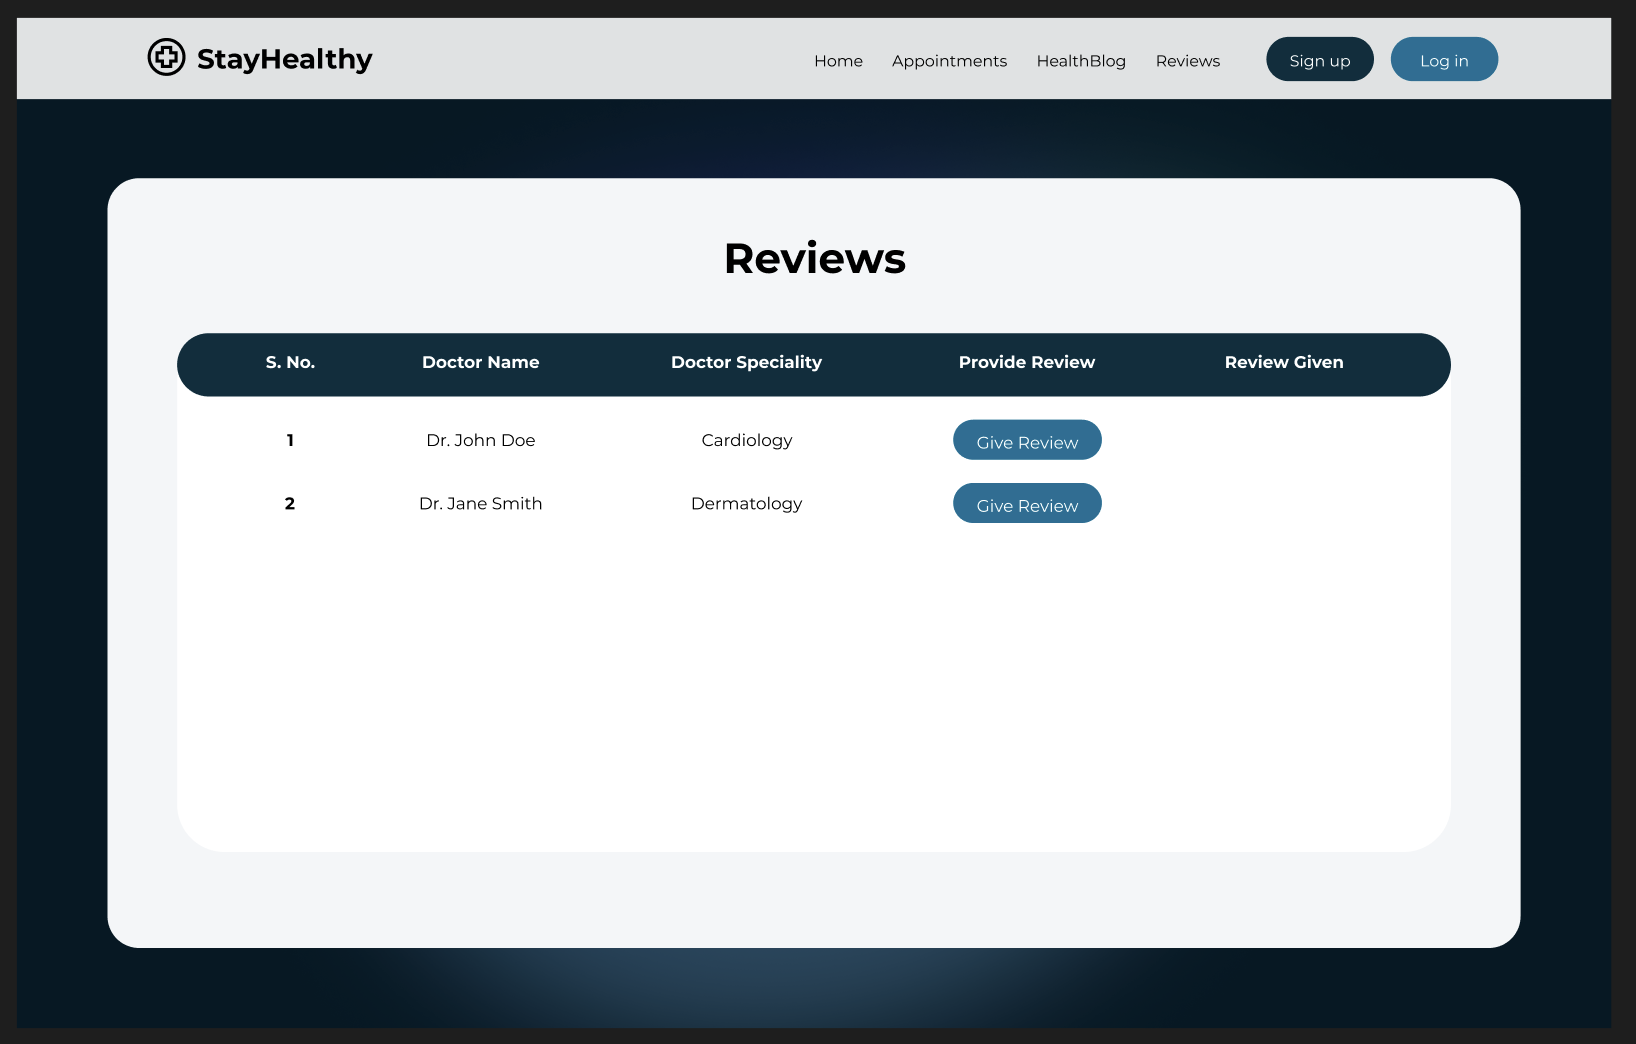 StayHealthy Home Appointments HealthBlog Reviews Sign up Log in
Reviews
S. No. Doctor Name Doctor Speciality Provide Review Review Given
1 Dr. John Doe Cardiology Give Review
2 Dr. Jane Smith Dermatology Give Review